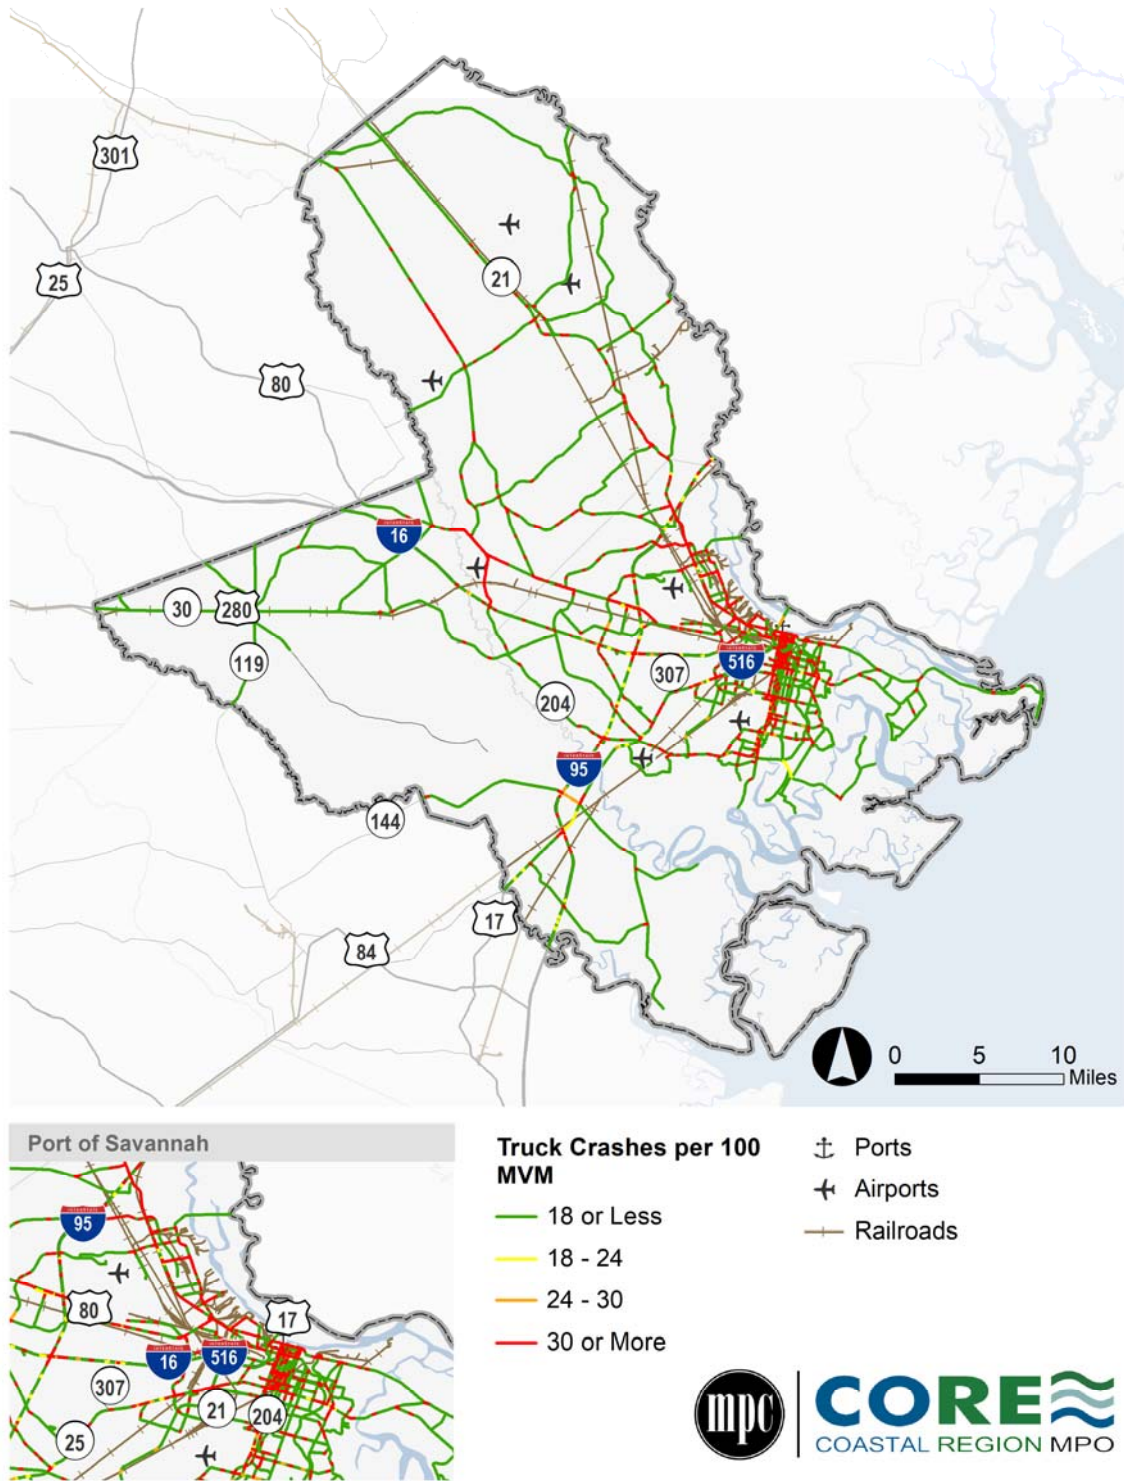 301
25
21
80
16
30
280
119
307
516
204
95
144
17
84
0 5 10
Miles
Port of Savannah
95
80
17
16
516
307
21
204
25
Truck Crashes per 100
MVM
18 or Less
18 - 24
24 - 30
30 or More
Ports
Airports
Railroads
mpc
CORE
COASTAL REGION MPO